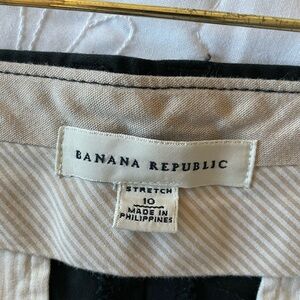 BANANA REPUBLIC
STRETCH
10
MADE IN
PHILIPPINES